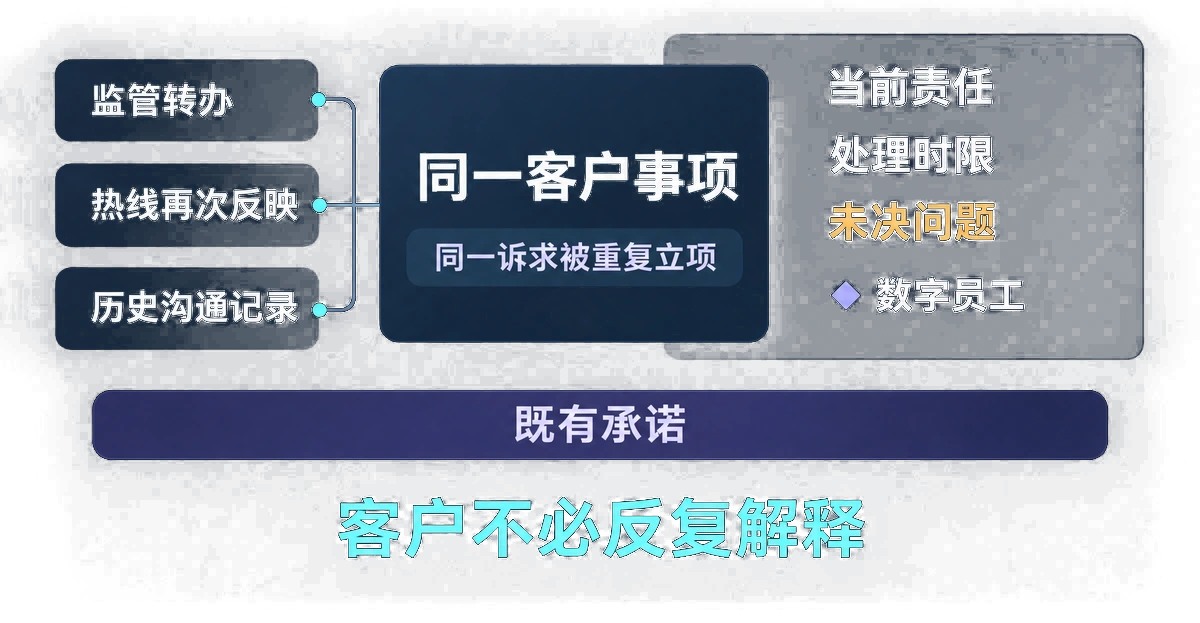 监管转办
热线再次反映
历史沟通记录
同一客户事项
同一诉求被重复立项
当前责任
处理时限
未决问题
数字员工
既有承诺
客户不必反复解释